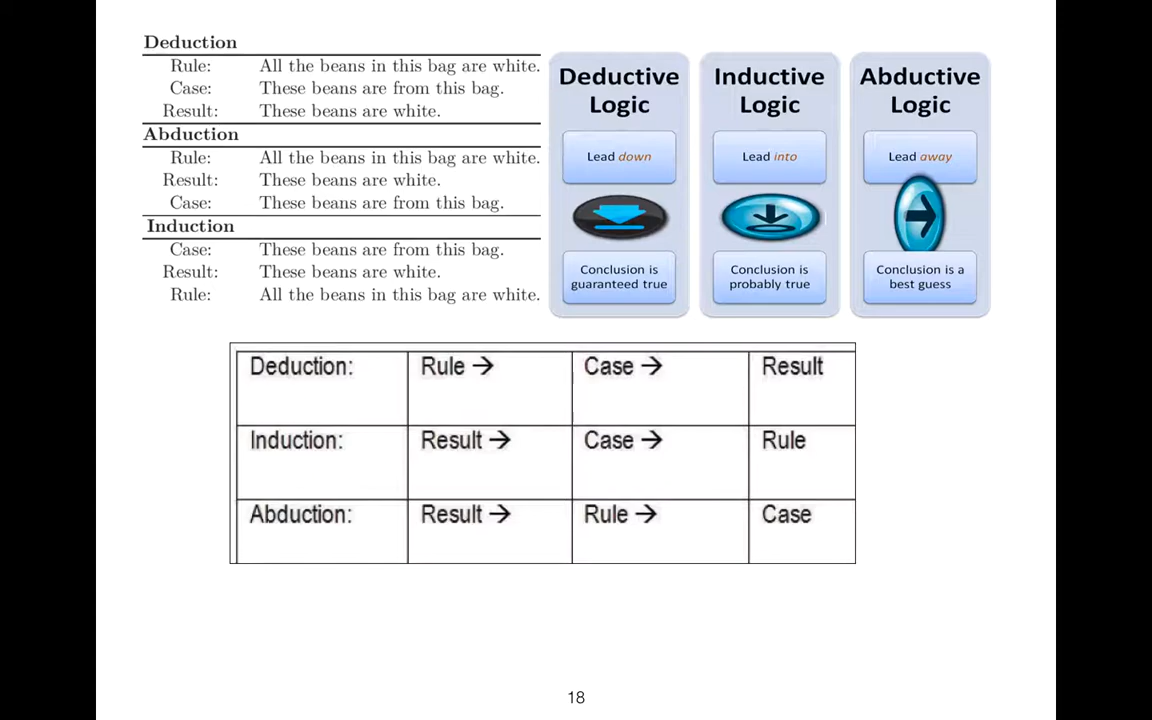 Deduction
Rule: All the beans in this bag are white.
Case: These beans are from this bag.
Result: These beans are white.
Abduction
Rule: All the beans in this bag are white.
Result: These beans are white.
Case: These beans are from this bag.
Induction
Case: These beans are from this bag.
Result: These beans are white.
Rule: All the beans in this bag are white.
Deductive
Logic
Lead down
Conclusion is
guaranteed true
Inductive
Logic
Lead into
Conclusion is
probably true
Abductive
Logic
Lead away
Conclusion is a
best guess
Deduction: Rule → Case → Result
Induction: Result → Case → Rule
Abduction: Result → Rule → Case
18